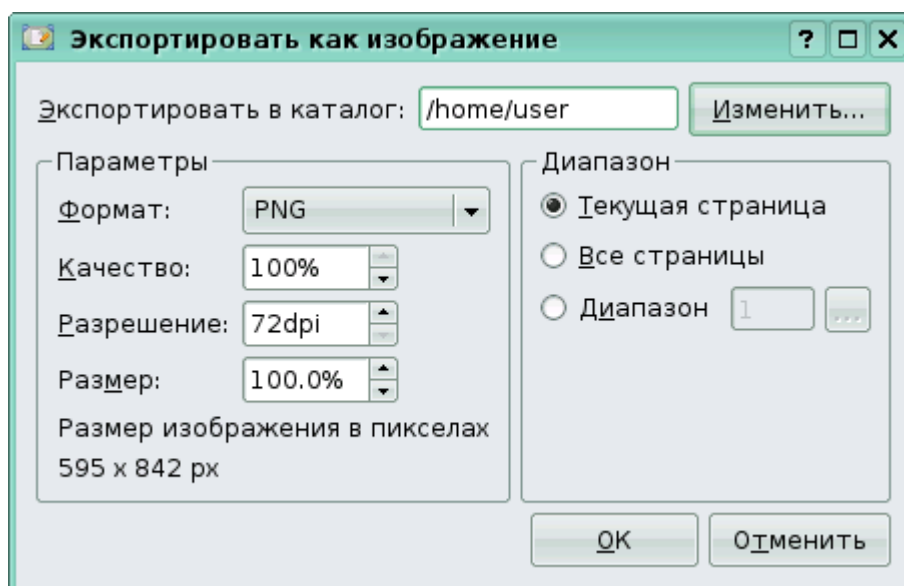 Экспортировать как изображение
Экспортировать в каталог: /home/user Изменить...
Параметры
Формат: PNG
Качество: 100%
Разрешение: 72dpi
Размер: 100.0%
Размер изображения в пикселах
595 x 842 px
Диапазон
Текущая страница
Все страницы
Диапазон 1 ...
OK Отменить